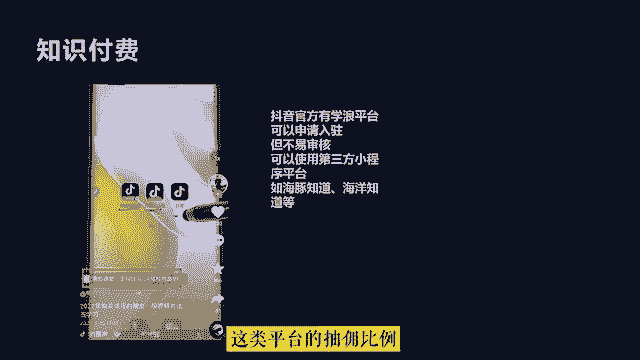 知识付费
抖音官方有学浪平台
可以申请入驻
但不易审核
可以使用第三方小程
序平台
如海豚知道、海洋知
道等
这类平台的抽佣比例